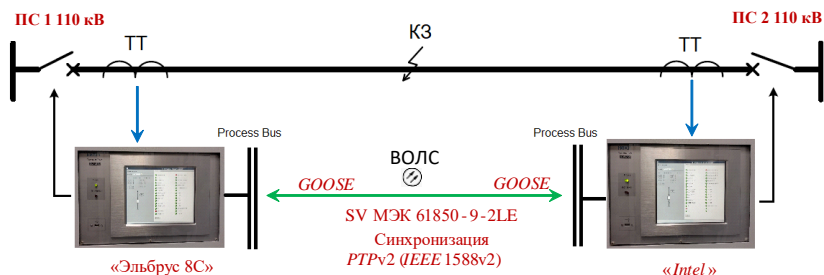 ПС 1 110 кВ
ПС 2 110 кВ
ТТ
КЗ
ТТ
Process Bus
Process Bus
ВОЛС
GOOSE
GOOSE
SV МЭК 61850-9-2LE
Синхронизация
PTPv2 (IEEE 1588v2)
«Эльбрус 8С»
«Intel»